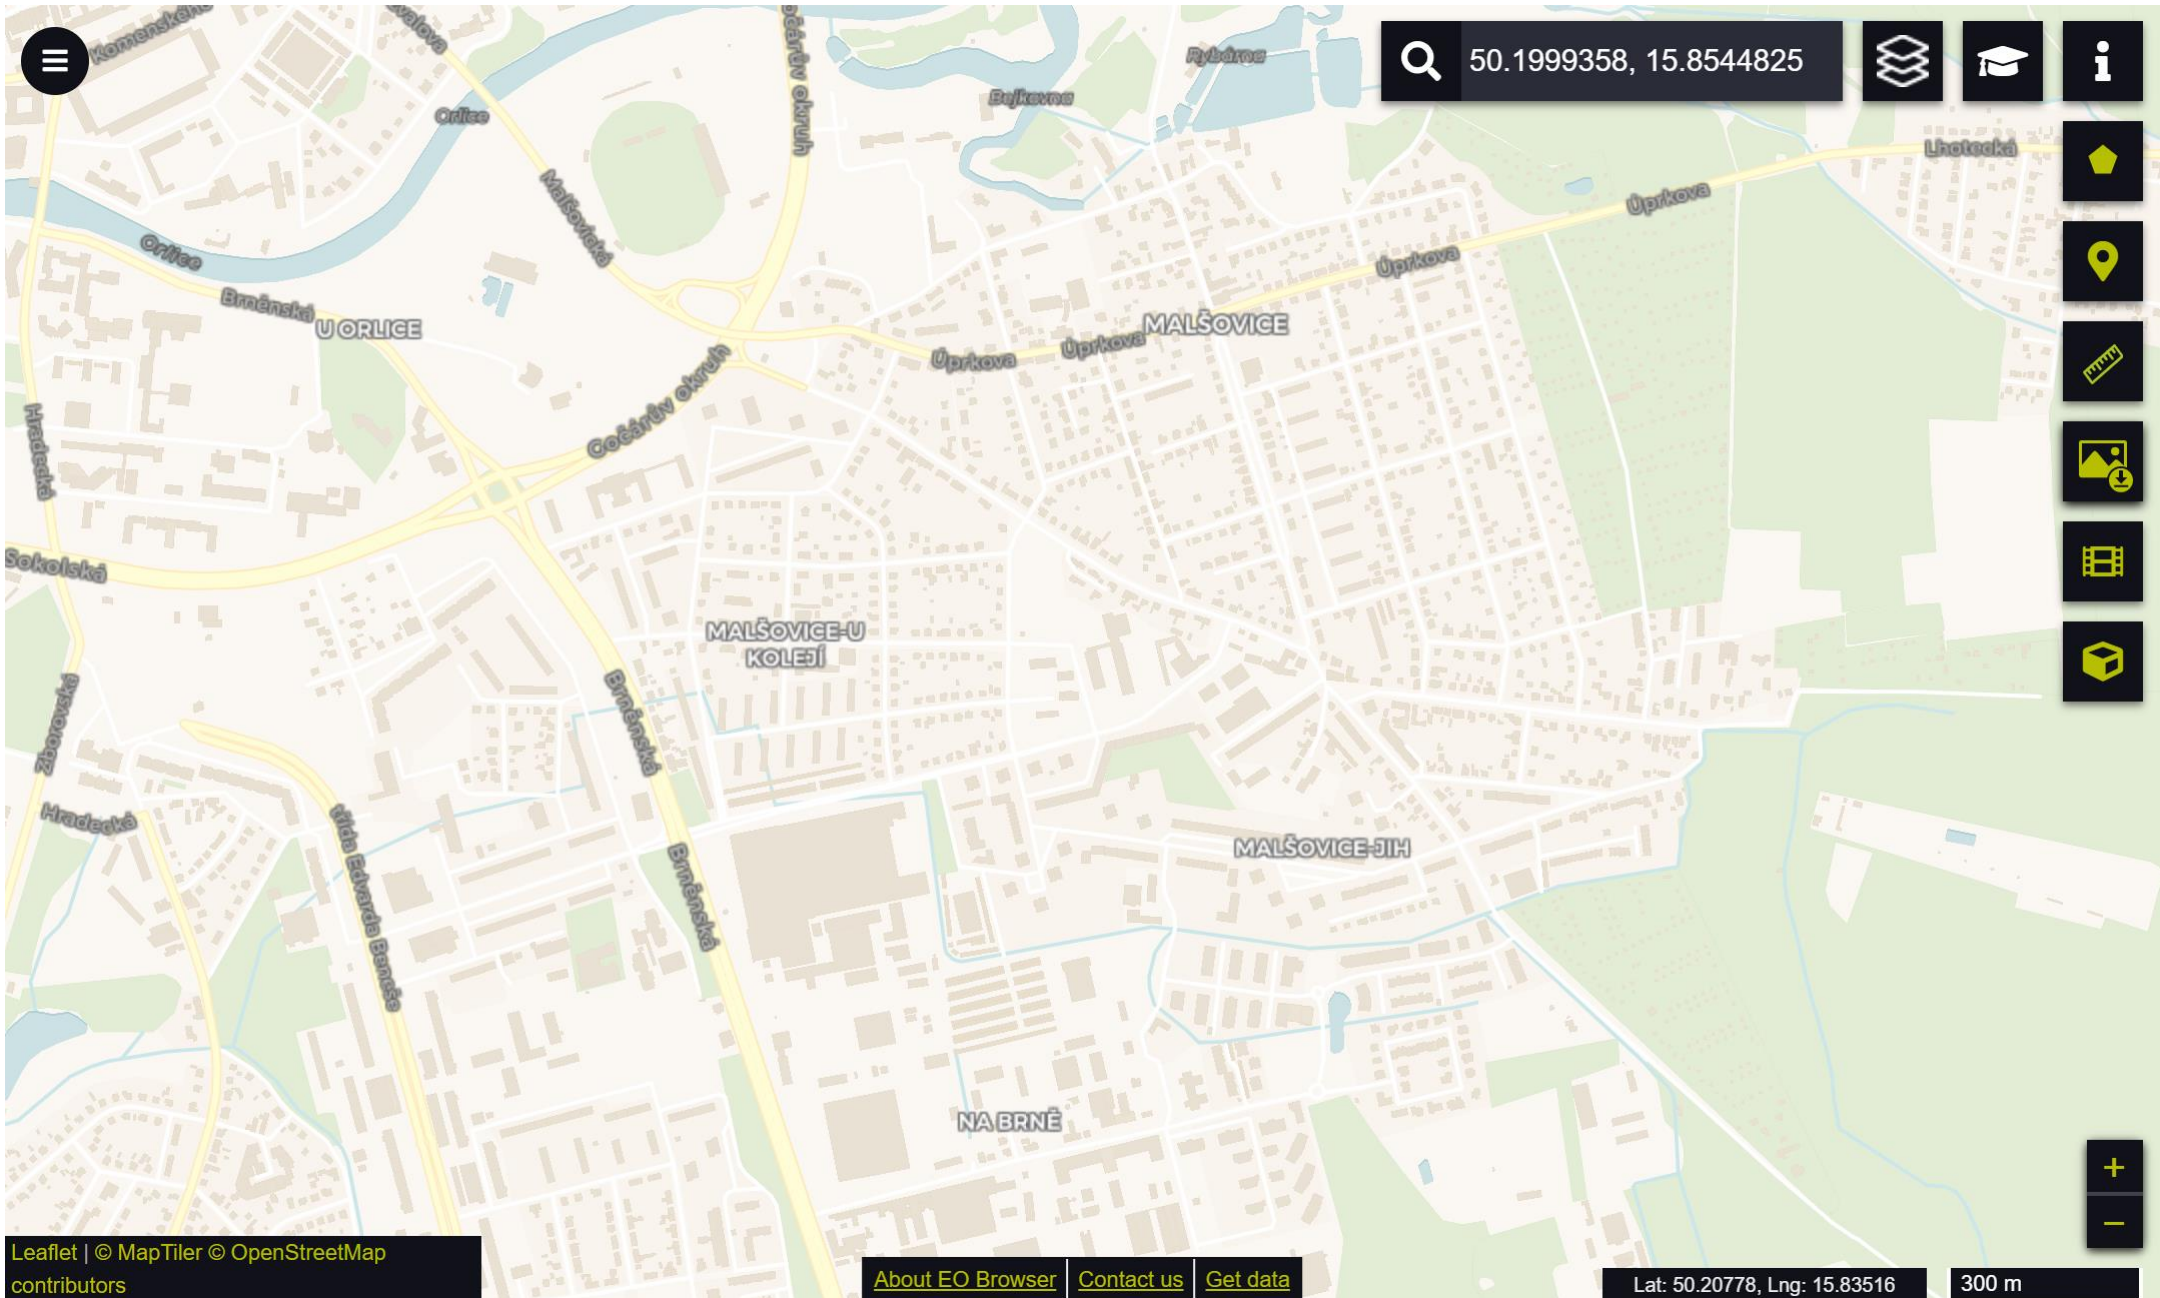 Komenského
Orlice
Malšovická
Gočárův okruh
Rybárna
Bejkovna
50.1999358, 15.8544825
Lhotecká
Úprkova
Orlice
Brněnská
U ORLICE
Úprkova
MALŠOVICE
Úprkova
Úprkova
Gočárův okruh
Hradecká
Sokolská
MALŠOVICE-U
KOLEJÍ
Brněnská
Zborovská
Hradecká
třída Edvarda Beneše
Brněnská
MALŠOVICE-JIH
NA BRNĚ
+
−
Leaflet | © MapTiler © OpenStreetMap
contributors
About EO Browser
Contact us
Get data
Lat: 50.20778, Lng: 15.83516
300 m